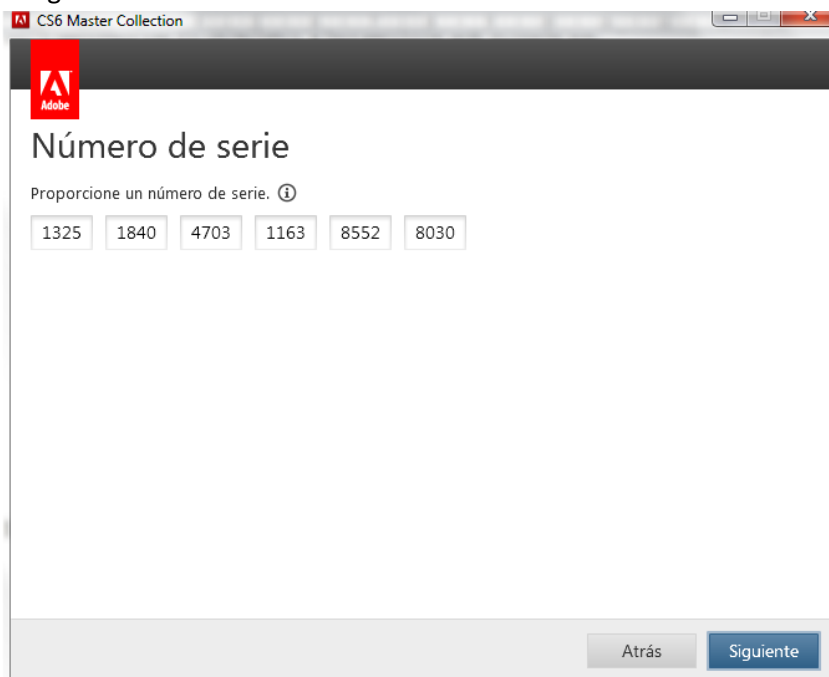 CS6 Master Collection
Adobe
Número de serie
Proporcione un número de serie.
1325 1840 4703 1163 8552 8030
Atrás Siguiente